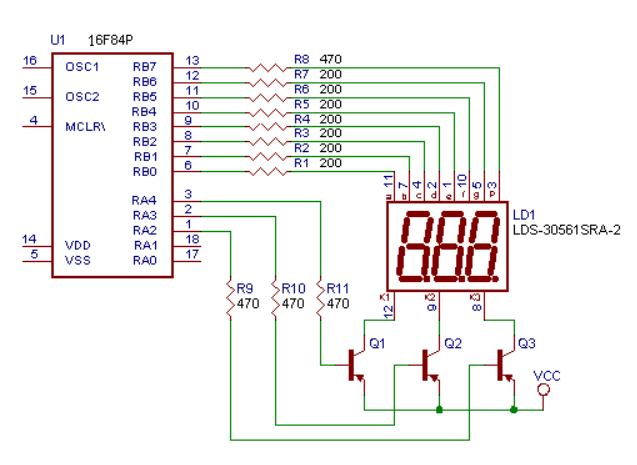 U1 16F84P
16 OSC1 RB7 13 R8 470
RB6 12 R7 200
15 OSC2 RB5 11 R6 200
RB4 10 R5 200
4 MCLR\ RB3 9 R4 200
RB2 8 R3 200
RB1 7 R2 200
RB0 6 R1 200
11 7 4 2 1 10 5 3
a b c d e f g P
RA4 3
RA3 2
RA2 1
14 VDD RA1 18
5 VSS RA0 17
LD1
LDS-30561SRA-2
888
R9 R10 R11
470 470 470
K1 K2 K3
12 9 8
Q1 Q2 Q3
VCC